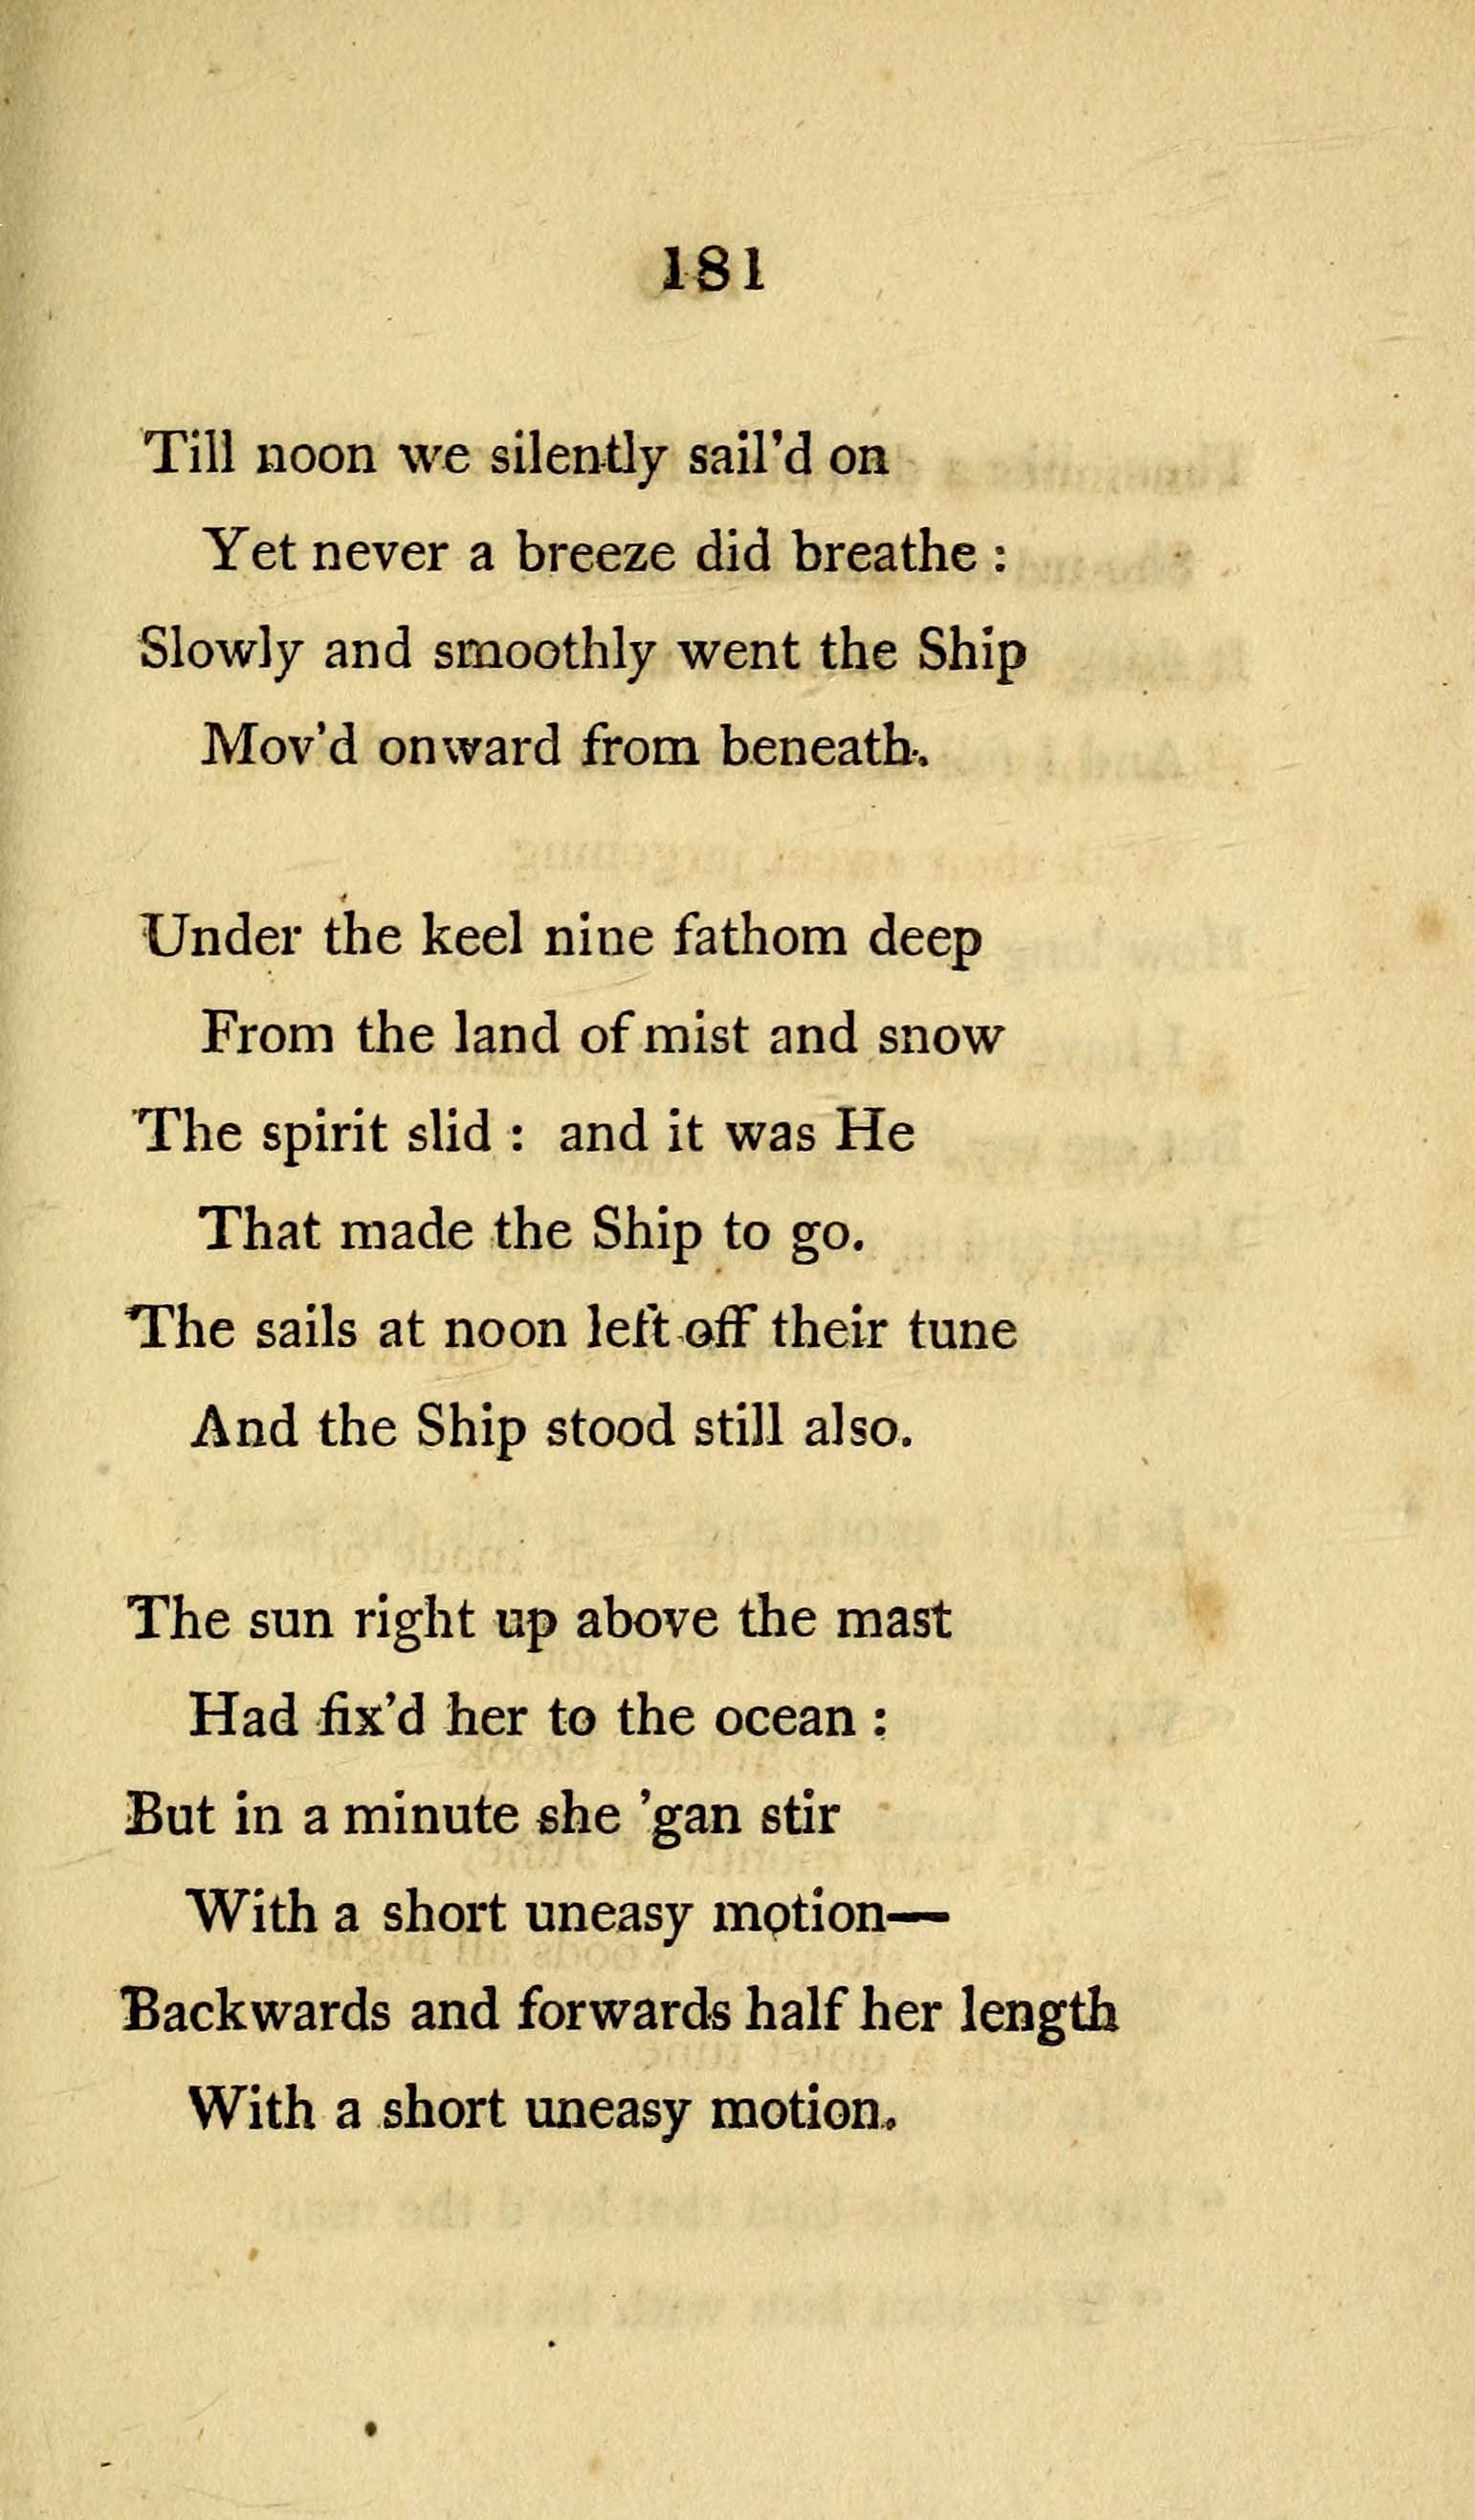 181
Till noon we silently sail'd on
Yet never a breeze did breathe :
Slowly and smoothly went the Ship
Mov'd onward from beneath.
Under the keel nine fathom deep
From the land of mist and snow
The spirit slid : and it was He
That made the Ship to go.
The sails at noon left off their tune
And the Ship stood still also.
The sun right up above the mast
Had fix'd her to the ocean :
But in a minute she 'gan stir
With a short uneasy motion—
Backwards and forwards half her length
With a short uneasy motion.